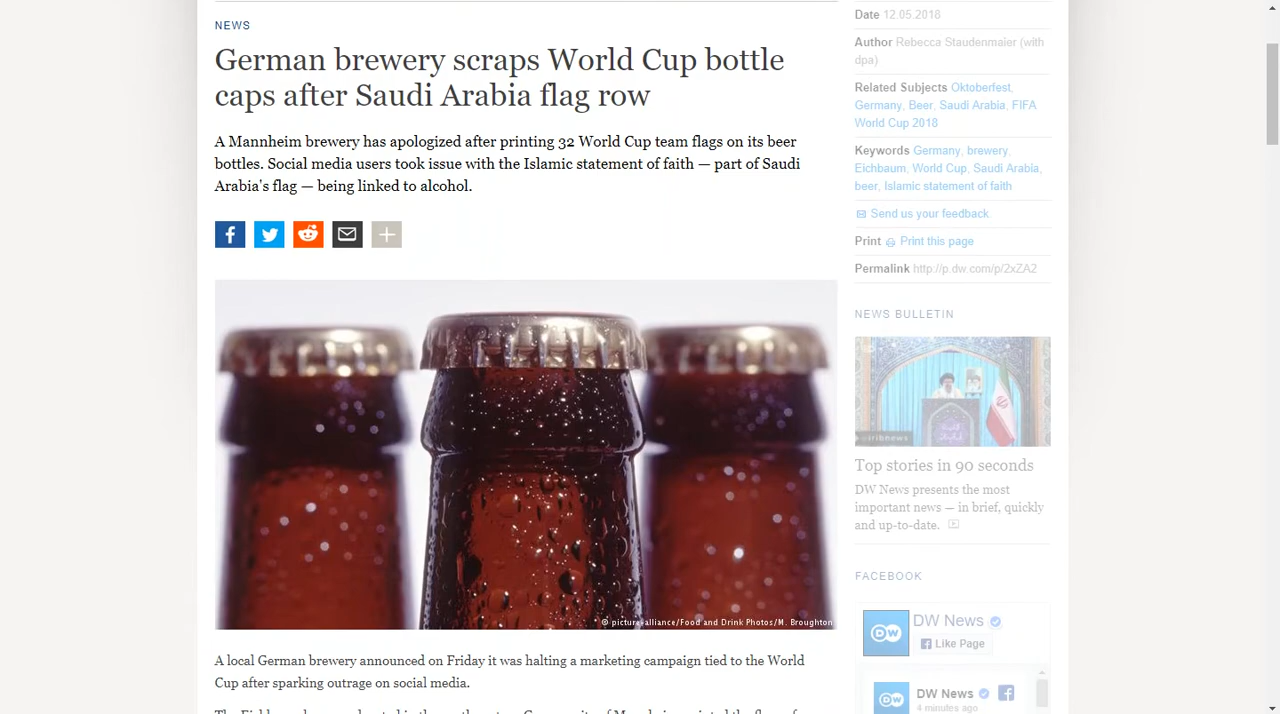 NEWS
German brewery scraps World Cup bottle
caps after Saudi Arabia flag row
A Mannheim brewery has apologized after printing 32 World Cup team flags on its beer
bottles. Social media users took issue with the Islamic statement of faith — part of Saudi
Arabia's flag — being linked to alcohol.
© picture-alliance/Food and Drink Photos/M. Broughton
A local German brewery announced on Friday it was halting a marketing campaign tied to the World
Cup after sparking outrage on social media.
Date 12.05.2018
Author Rebecca Staudenmaier (with
dpa)
Related Subjects Oktoberfest,
Germany, Beer, Saudi Arabia, FIFA
World Cup 2018
Keywords Germany, brewery,
Eichbaum, World Cup, Saudi Arabia,
beer, Islamic statement of faith
Send us your feedback
Print Print this page
Permalink http://p.dw.com/p/2xZA2
NEWS BULLETIN
Top stories in 90 seconds
DW News presents the most
important news — in brief, quickly
and up-to-date.
FACEBOOK
DW
DW News
Like Page
DW
DW News
4 minutes ago